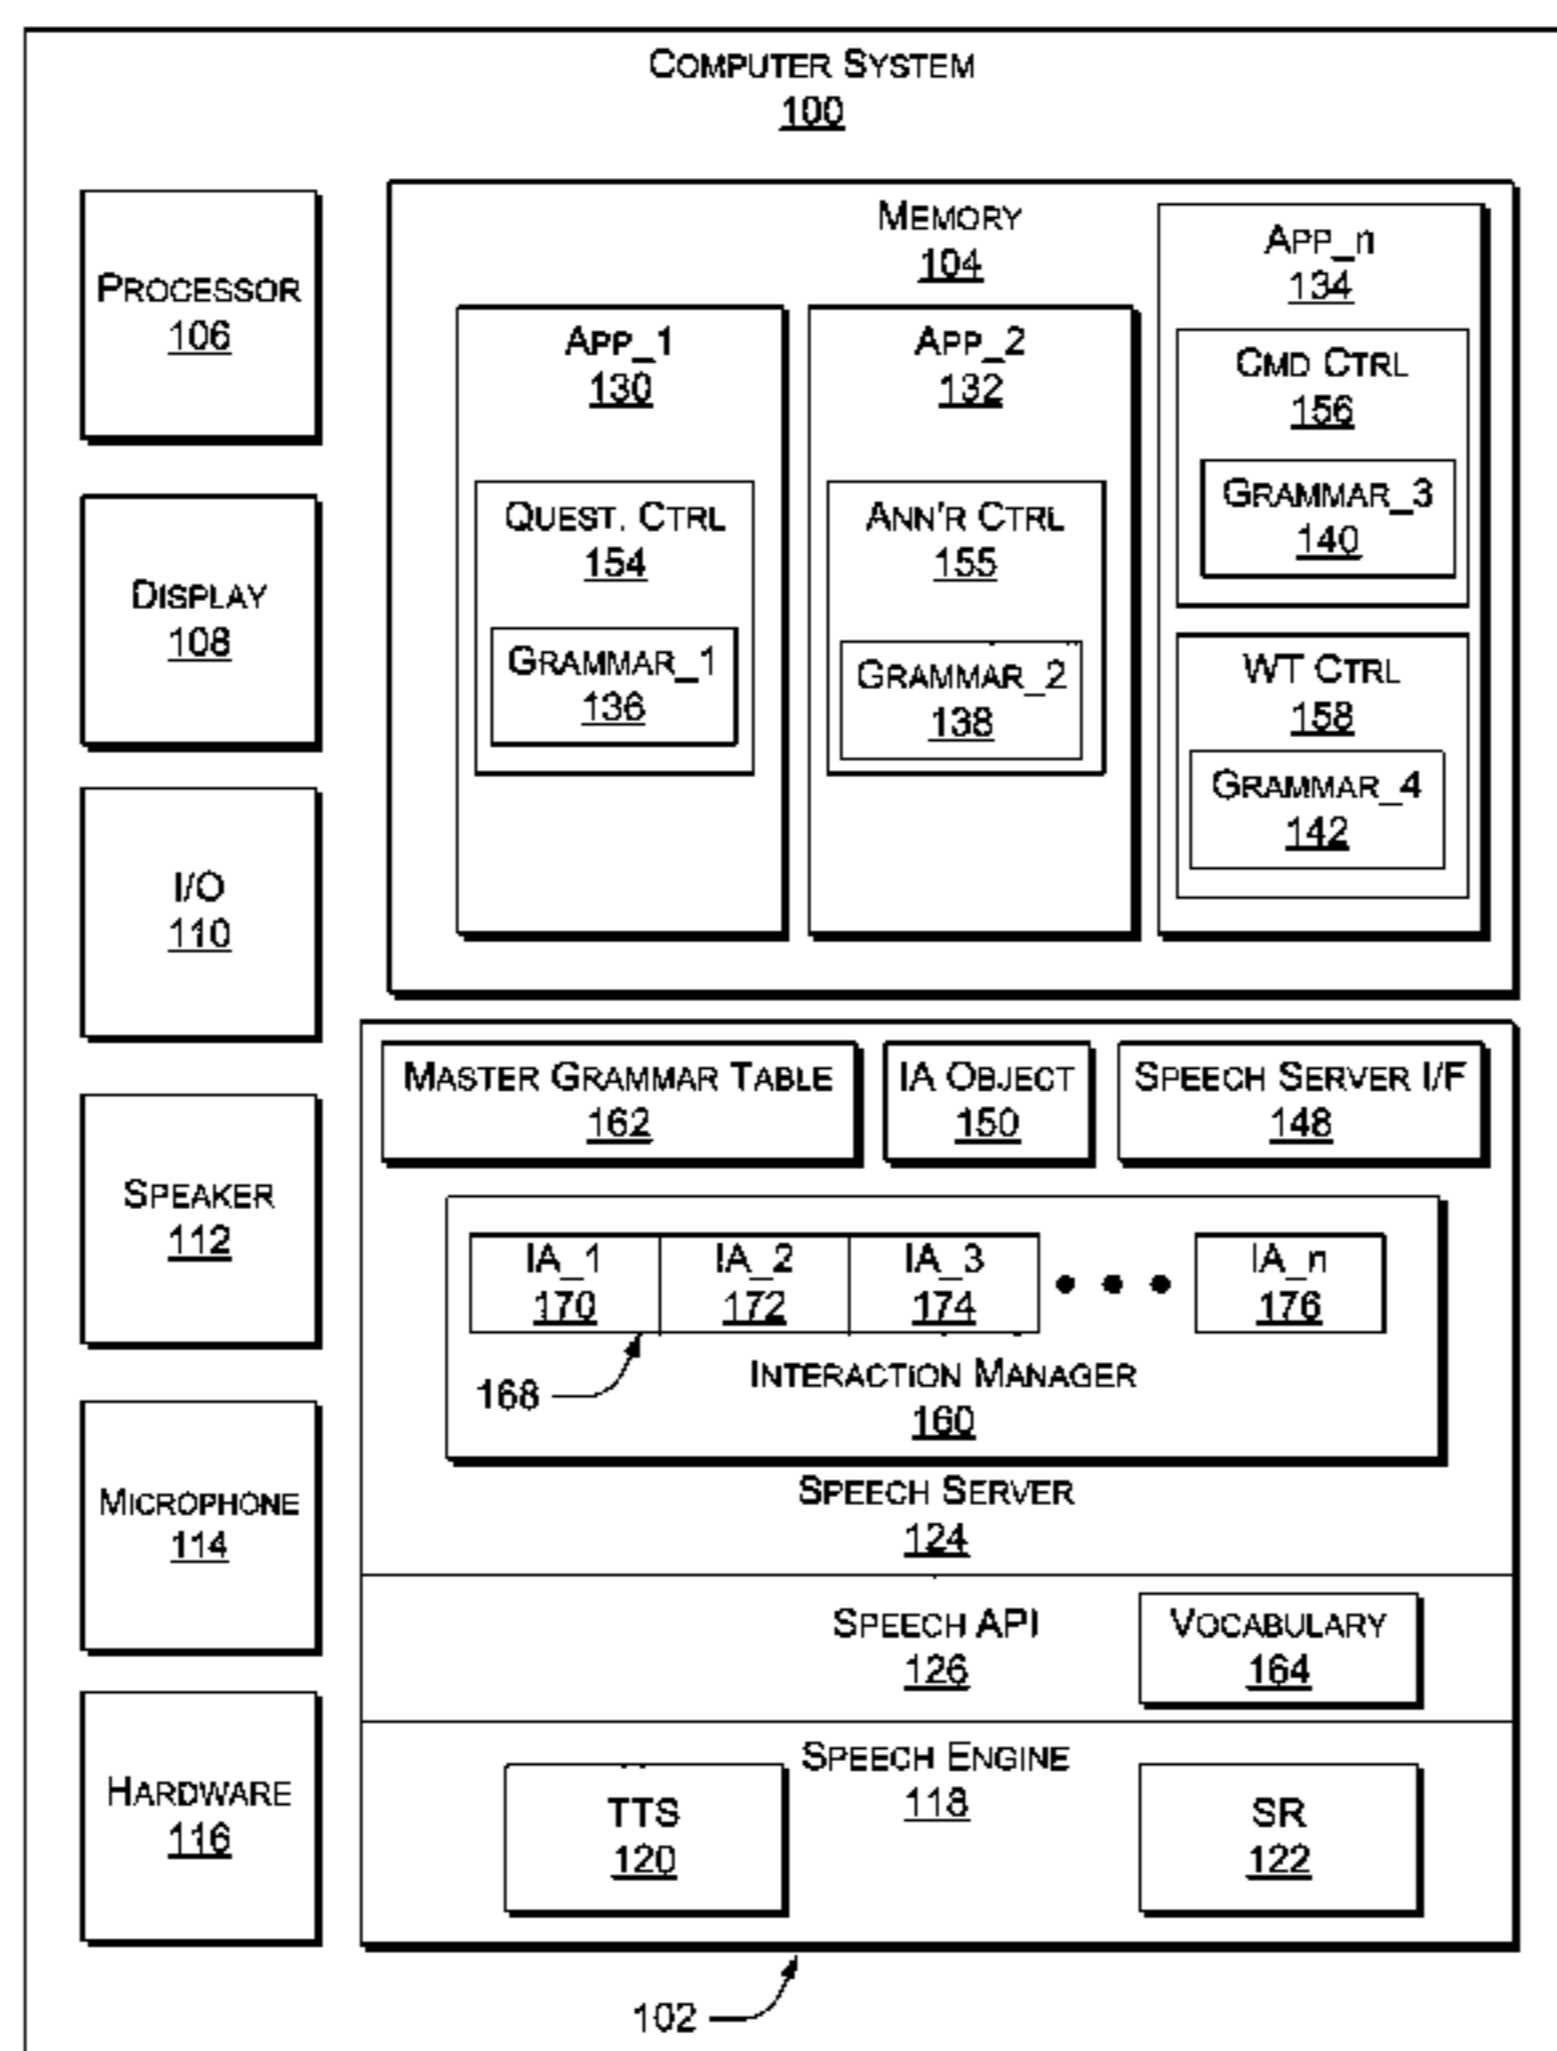 COMPUTER SYSTEM
100
PROCESSOR
106
DISPLAY
108
I/O
110
SPEAKER
112
MICROPHONE
114
HARDWARE
116
MEMORY
104
APP_1
130
QUEST. CTRL
154
GRAMMAR_1
136
APP_2
132
ANN'R CTRL
155
GRAMMAR_2
138
APP_n
134
CMD CTRL
156
GRAMMAR_3
140
WT CTRL
158
GRAMMAR_4
142
MASTER GRAMMAR TABLE
162
IA OBJECT
150
SPEECH SERVER I/F
148
IA_1
170
IA_2
172
IA_3
174
IA_n
176
168
INTERACTION MANAGER
160
SPEECH SERVER
124
SPEECH API
126
VOCABULARY
164
SPEECH ENGINE
118
TTS
120
SR
122
102